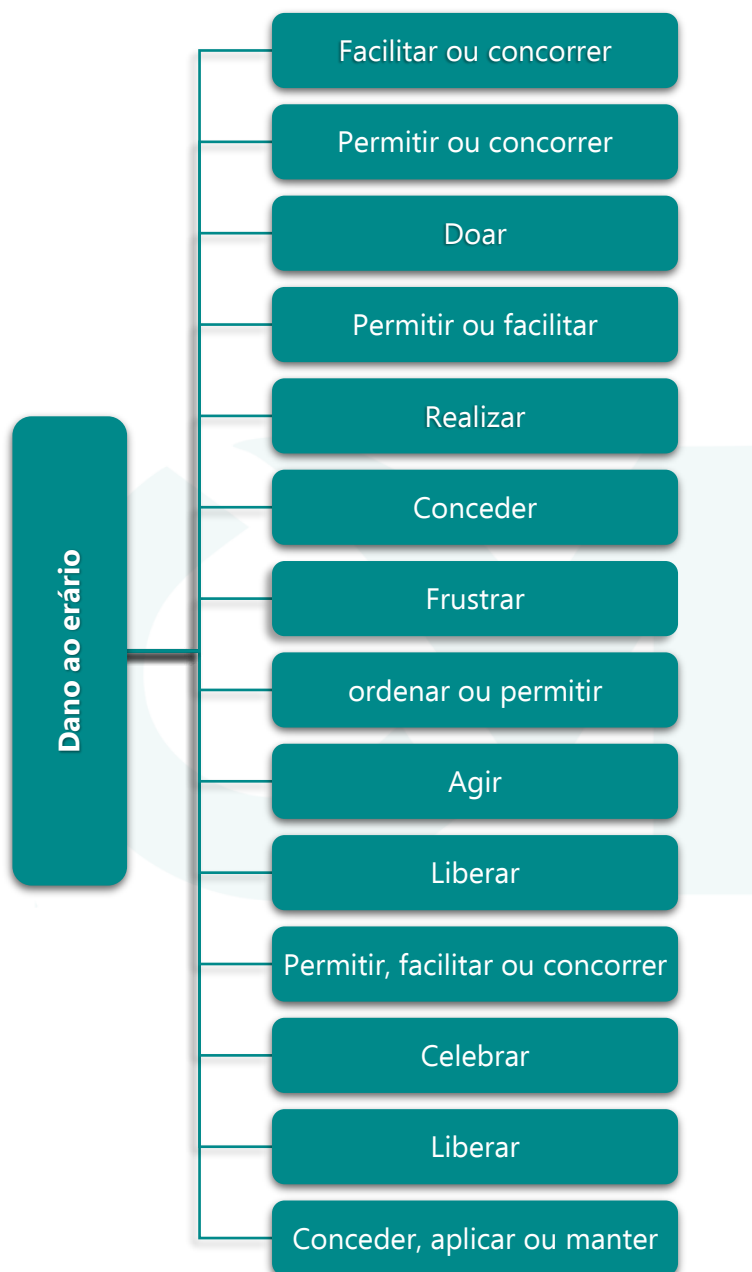 Facilitar ou concorrer
Permitir ou concorrer
Doar
Permitir ou facilitar
Realizar
Conceder
Frustrar
ordenar ou permitir
Agir
Liberar
Permitir, facilitar ou concorrer
Celebrar
Liberar
Conceder, aplicar ou manter
Dano ao erário